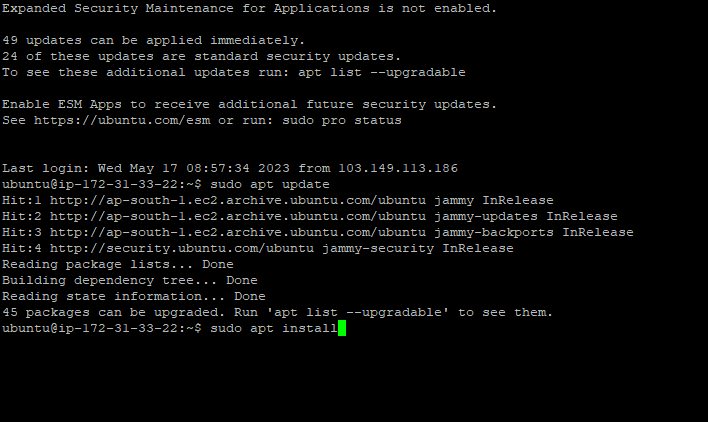 Expanded Security Maintenance for Applications is not enabled.
49 updates can be applied immediately.
24 of these updates are standard security updates.
To see these additional updates run: apt list --upgradable
Enable ESM Apps to receive additional future security updates.
See https://ubuntu.com/esm or run: sudo pro status
Last login: Wed May 17 08:57:34 2023 from 103.149.113.186
ubuntu@ip-172-31-33-22:~$ sudo apt update
Hit:1 http://ap-south-1.ec2.archive.ubuntu.com/ubuntu jammy InRelease
Hit:2 http://ap-south-1.ec2.archive.ubuntu.com/ubuntu jammy-updates InRelease
Hit:3 http://ap-south-1.ec2.archive.ubuntu.com/ubuntu jammy-backports InRelease
Hit:4 http://security.ubuntu.com/ubuntu jammy-security InRelease
Reading package lists... Done
Building dependency tree... Done
Reading state information... Done
45 packages can be upgraded. Run 'apt list --upgradable' to see them.
ubuntu@ip-172-31-33-22:~$ sudo apt install